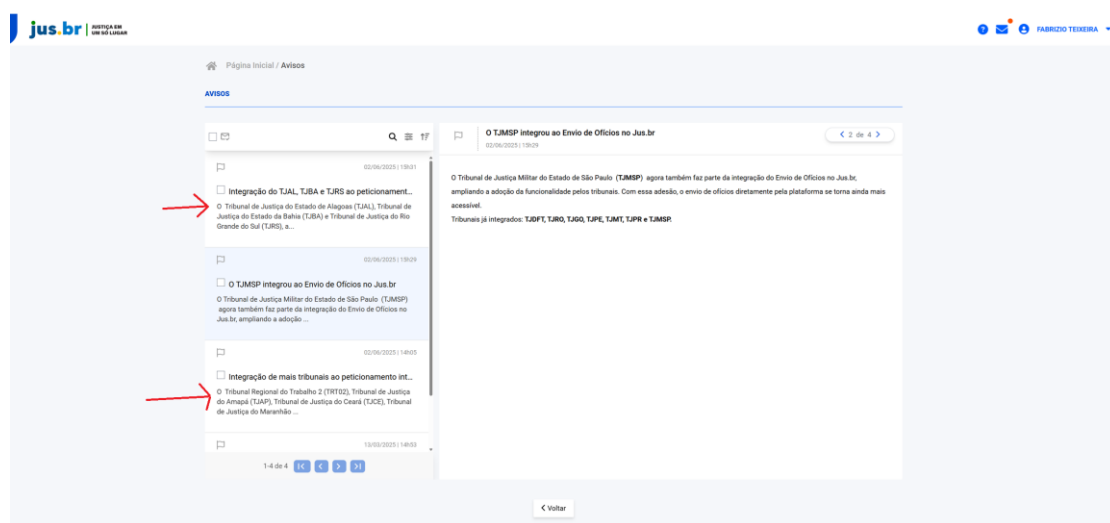 jus.br | JUSTIÇA EM
UM SÓ LUGAR
FABRIZIO TEIXEIRA
Página Inicial / Avisos
AVISOS
02/06/2025 | 15h31
Integração do TJAL, TJBA e TJRS ao peticionament...
O Tribunal de Justiça do Estado de Alagoas (TJAL), Tribunal de
Justiça do Estado da Bahia (TJBA) e Tribunal de Justiça do Rio
Grande do Sul (TJRS), a...
02/06/2025 | 15h29
O TJMSP integrou ao Envio de Ofícios no Jus.br
O Tribunal de Justiça Militar do Estado de São Paulo (TJMSP)
agora também faz parte da integração do Envio de Ofícios no
Jus.br, ampliando a adoção ...
02/06/2025 | 14h05
Integração de mais tribunais ao peticionamento int...
O Tribunal Regional do Trabalho 2 (TRT02), Tribunal de Justiça
do Amapá (TJAP), Tribunal de Justiça do Ceará (TJCE), Tribunal
de Justiça do Maranhão ...
13/03/2025 | 14h53
1-4 de 4
O TJMSP integrou ao Envio de Ofícios no Jus.br
02/06/2025 | 15h29
2 de 4
O Tribunal de Justiça Militar do Estado de São Paulo (TJMSP) agora também faz parte da integração do Envio de Ofícios no Jus.br,
ampliando a adoção da funcionalidade pelos tribunais. Com essa adesão, o envio de ofícios diretamente pela plataforma se torna ainda mais
acessível.
Tribunais já integrados: TJDFT, TJRO, TJGO, TJPE, TJMT, TJPR e TJMSP.
Voltar